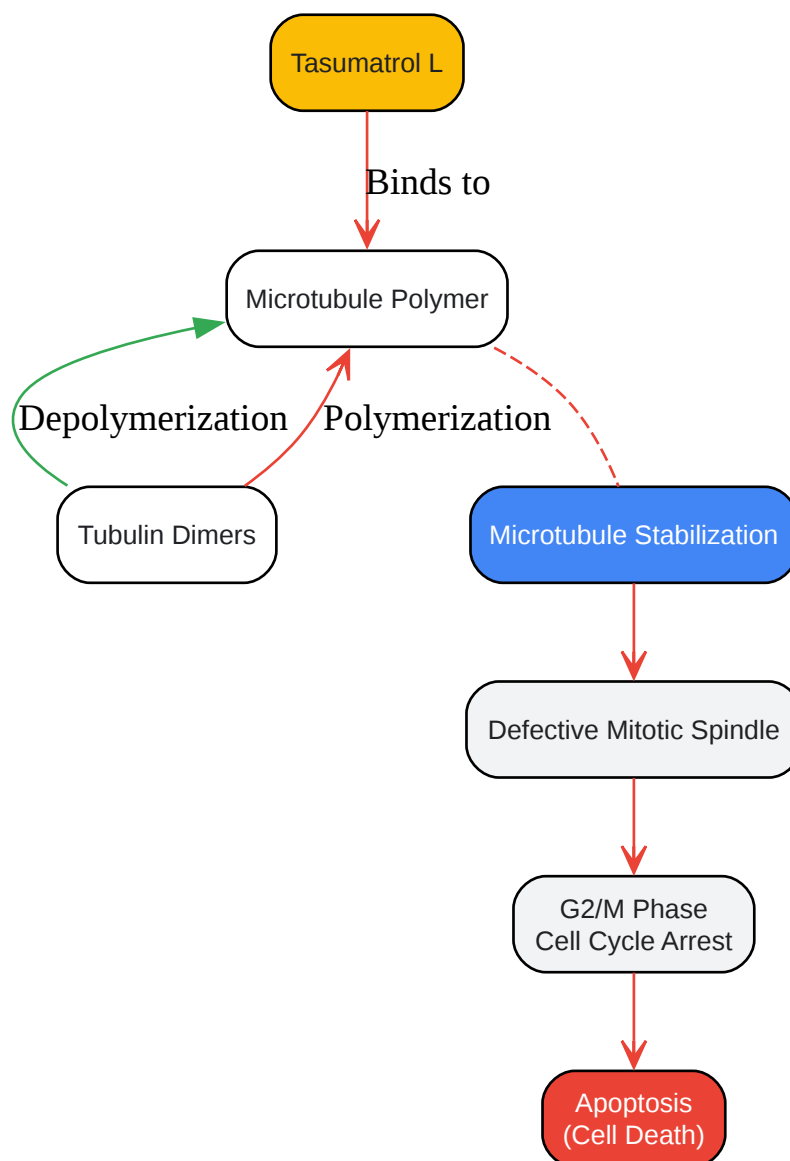 Tasumatrol L
Binds to
Microtubule Polymer
Depolymerization
Polymerization
Tubulin Dimers
Microtubule Stabilization
Defective Mitotic Spindle
G2/M Phase
Cell Cycle Arrest
Apoptosis
(Cell Death)